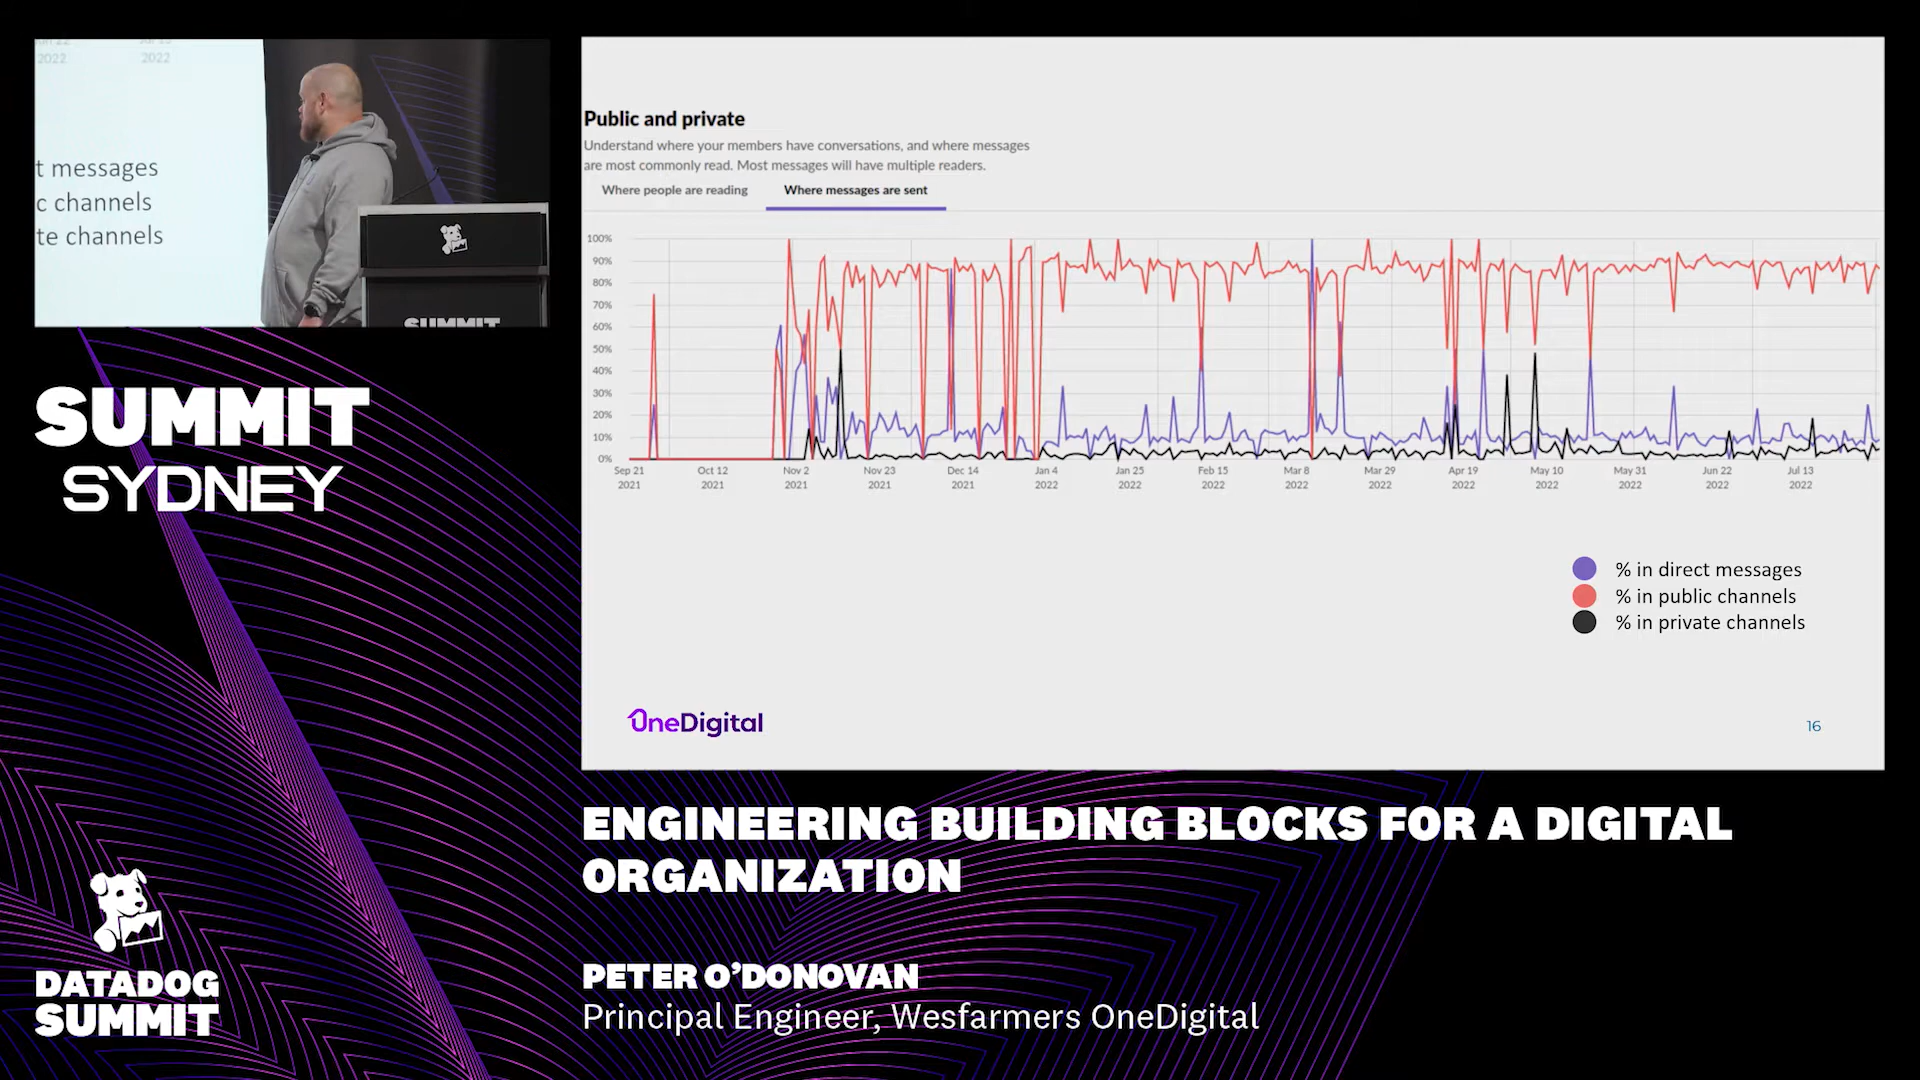 2022
2022
t messages
c channels
te channels
SUMMIT
SUMMIT
SYDNEY
DATADOG
SUMMIT
Public and private
Understand where your members have conversations, and where messages
are most commonly read. Most messages will have multiple readers.
Where people are reading
Where messages are sent
100%
90%
80%
70%
60%
50%
40%
30%
20%
10%
0%
Sep 21 2021
Oct 12 2021
Nov 2 2021
Nov 23 2021
Dec 14 2021
Jan 4 2022
Jan 25 2022
Feb 15 2022
Mar 8 2022
Mar 29 2022
Apr 19 2022
May 10 2022
May 31 2022
Jun 22 2022
Jul 13 2022
% in direct messages
% in public channels
% in private channels
OneDigital
16
ENGINEERING BUILDING BLOCKS FOR A DIGITAL
ORGANIZATION
PETER O'DONOVAN
Principal Engineer, Wesfarmers OneDigital